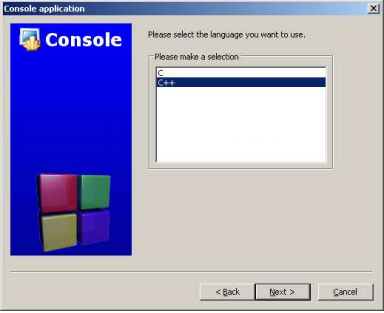 Console application
Console
Please select the language you want to use.
Please make a selection
C
C++
< Back
Next >
Cancel